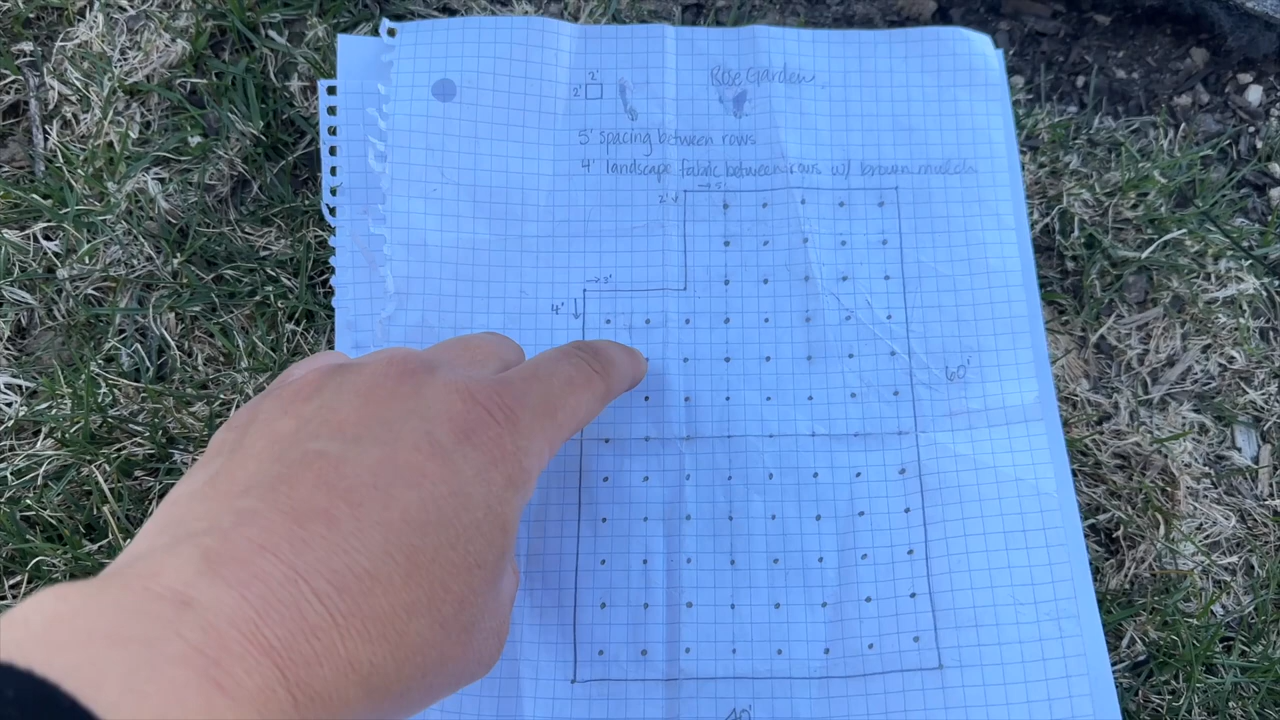 2'
2'
Rose Garden
5' spacing between rows
4' landscape fabric between rows w/ brown mulch
→ 5'
2' ↓
→ 3'
4' ↓
60'
40'